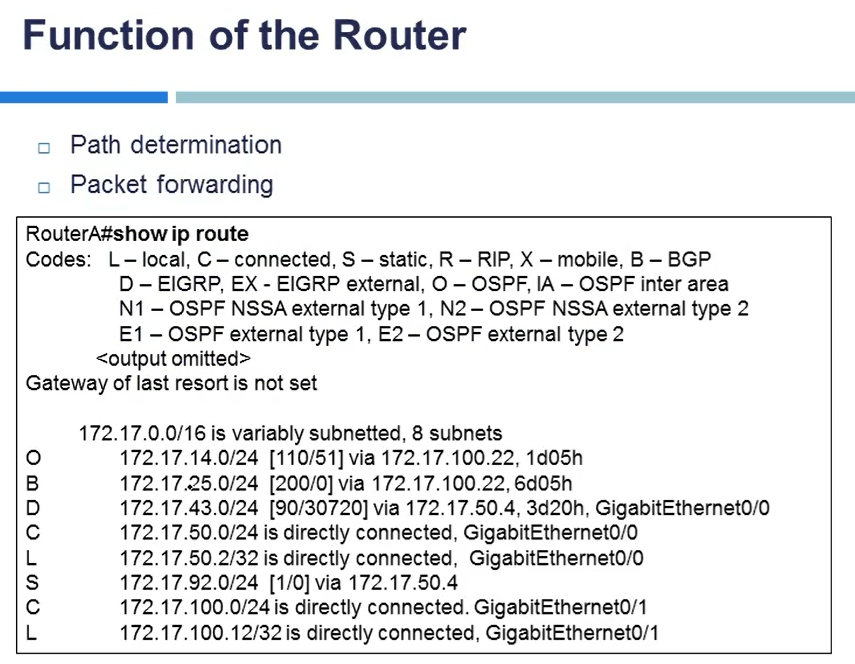 Function of the Router
Path determination
Packet forwarding
RouterA#show ip route
Codes: L – local, C – connected, S – static, R – RIP, X – mobile, B – BGP
D – EIGRP, EX - EIGRP external, O – OSPF, IA – OSPF inter area
N1 – OSPF NSSA external type 1, N2 – OSPF NSSA external type 2
E1 – OSPF external type 1, E2 – OSPF external type 2
<output omitted>
Gateway of last resort is not set
172.17.0.0/16 is variably subnetted, 8 subnets
O 172.17.14.0/24 [110/51] via 172.17.100.22, 1d05h
B 172.17.25.0/24 [200/0] via 172.17.100.22, 6d05h
D 172.17.43.0/24 [90/30720] via 172.17.50.4, 3d20h, GigabitEthernet0/0
C 172.17.50.0/24 is directly connected, GigabitEthernet0/0
L 172.17.50.2/32 is directly connected, GigabitEthernet0/0
S 172.17.92.0/24 [1/0] via 172.17.50.4
C 172.17.100.0/24 is directly connected. GigabitEthernet0/1
L 172.17.100.12/32 is directly connected, GigabitEthernet0/1